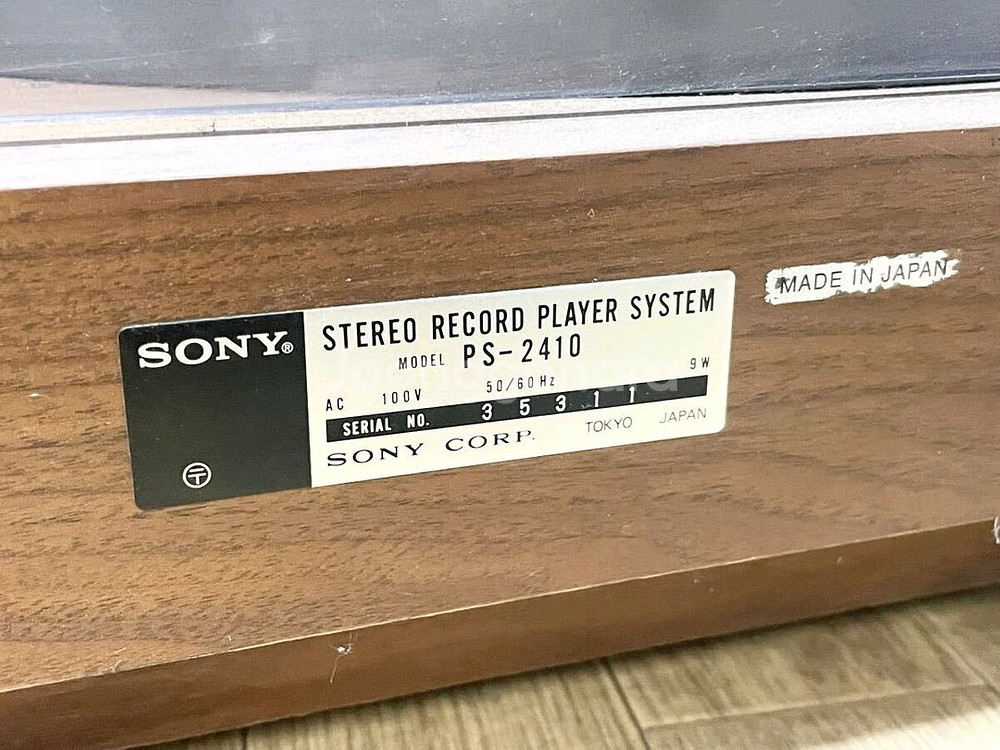 SONY®
STEREO RECORD PLAYER SYSTEM
MODEL PS-2410
AC 100V 50/60Hz 9W
SERIAL NO. 35311
SONY CORP. TOKYO JAPAN
MADE IN JAPAN